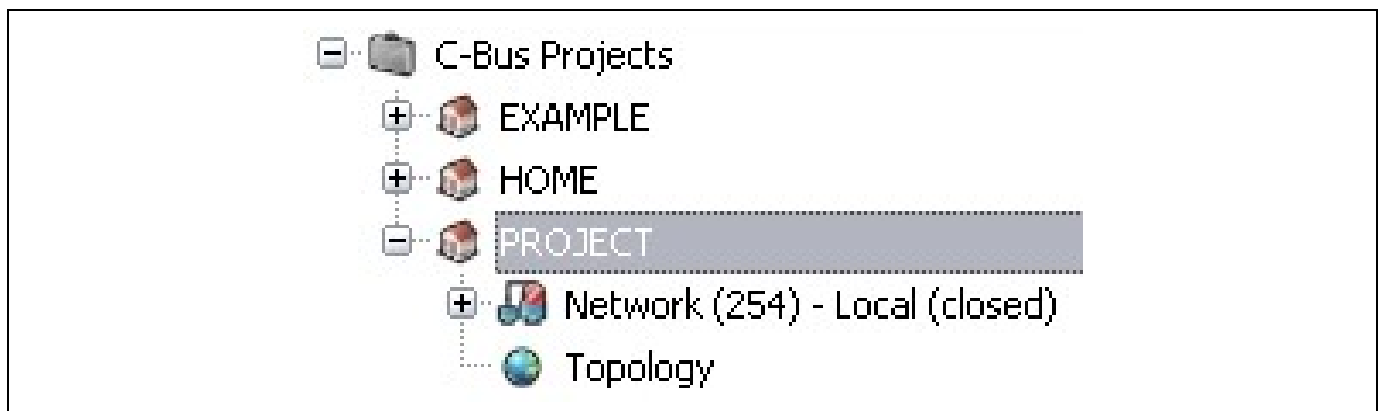 C-Bus Projects
EXAMPLE
HOME
PROJECT
Network (254) - Local (closed)
Topology